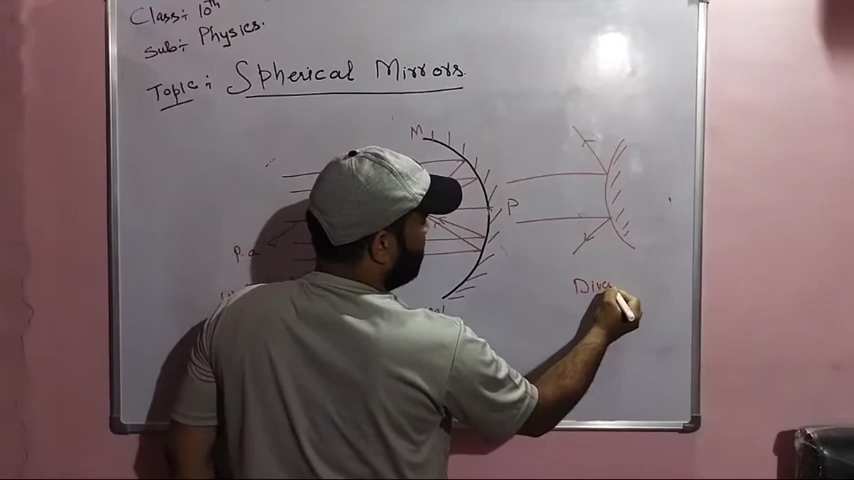 Class:- 10th
Sub:- Physics.
Topic: Spherical Mirrors.
M
P
p.a
Dive